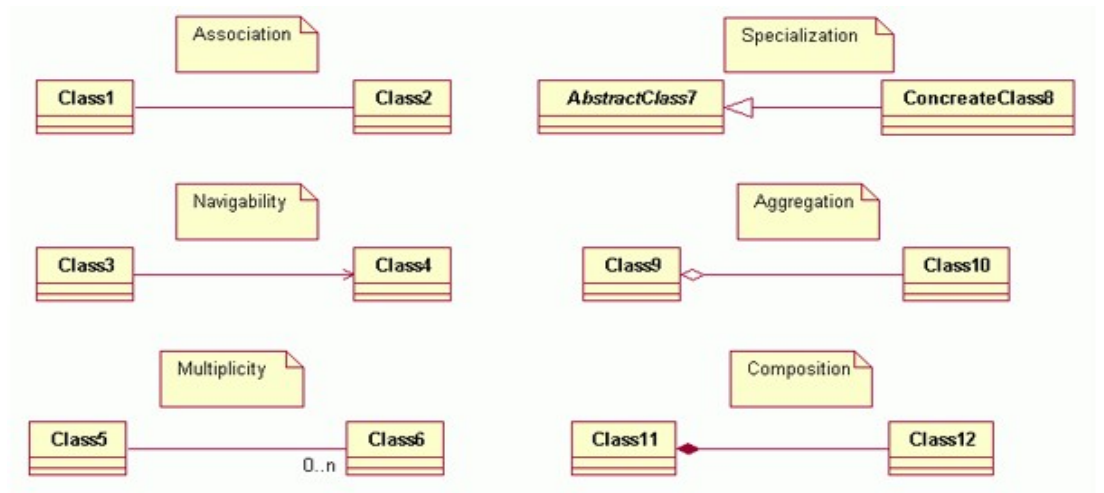 Association
Class1
Class2
Specialization
AbstractClass7
ConcreateClass8
Navigability
Class3
Class4
Aggregation
Class9
Class10
Multiplicity
Class5
Class6
0..n
Composition
Class11
Class12